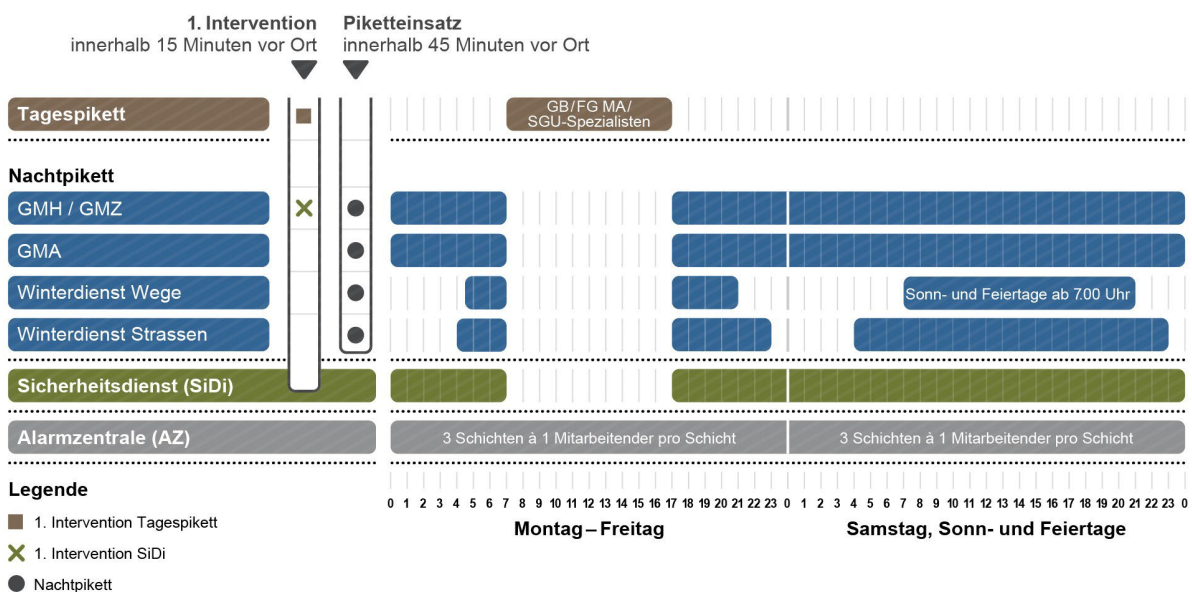 1. Intervention
innerhalb 15 Minuten vor Ort
Piketteinsatz
innerhalb 45 Minuten vor Ort
Tagespikett
GB/FG MA/
SGU-Spezialisten
Nachtpikett
GMH / GMZ
GMA
Winterdienst Wege
Sonn- und Feiertage ab 7.00 Uhr
Winterdienst Strassen
Sicherheitsdienst (SiDi)
Alarmzentrale (AZ)
3 Schichten à 1 Mitarbeitender pro Schicht
3 Schichten à 1 Mitarbeitender pro Schicht
0 1 2 3 4 5 6 7 8 9 10 11 12 13 14 15 16 17 18 19 20 21 22 23 0 1 2 3 4 5 6 7 8 9 10 11 12 13 14 15 16 17 18 19 20 21 22 23 0
Montag – Freitag
Samstag, Sonn- und Feiertage
Legende
1. Intervention Tagespikett
1. Intervention SiDi
Nachtpikett